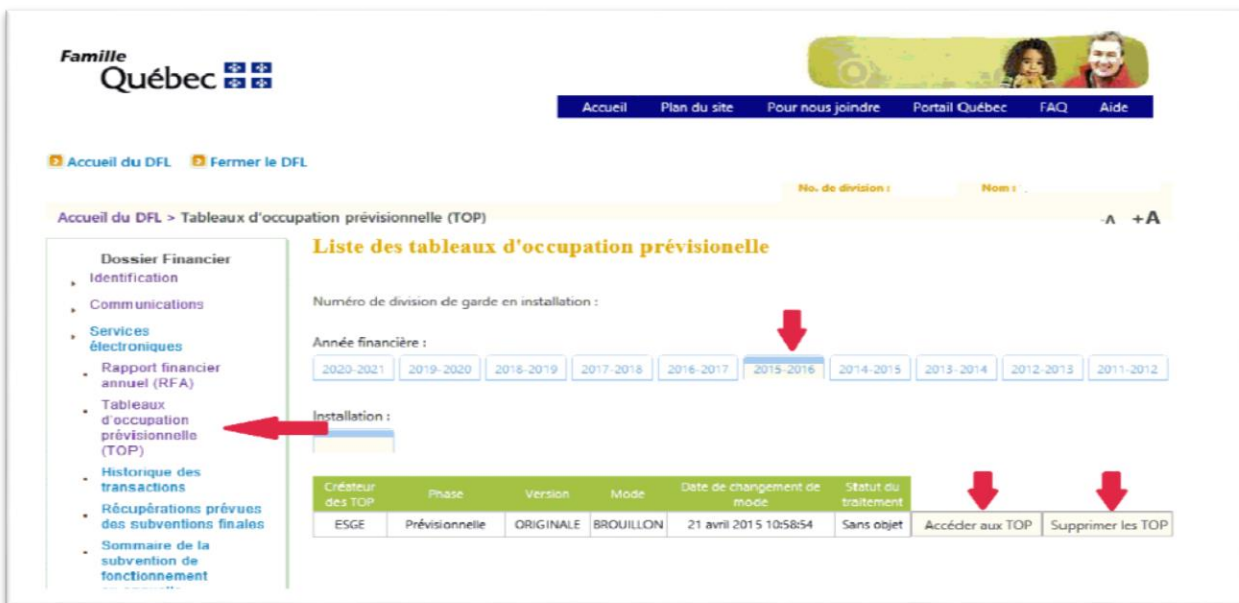 Famille
Québec
Accueil Plan du site Pour nous joindre Portail Québec FAQ Aide
Accueil du DFL Fermer le DFL
No. de division : Nom :
Accueil du DFL > Tableaux d'occupation prévisionnelle (TOP) -A +A
Dossier Financier
Identification
Communications
Services
électroniques
Rapport financier
annuel (RFA)
Tableaux
d'occupation
prévisionnelle
(TOP)
Historique des
transactions
Récupérations prévues
des subventions finales
Sommaire de la
subvention de
fonctionnement
Liste des tableaux d'occupation prévisionelle
Numéro de division de garde en installation :
Année financière :
2020-2021 2019-2020 2018-2019 2017-2018 2016-2017 2015-2016 2014-2015 2013-2014 2012-2013 2011-2012
Installation :
Créateur des TOP Phase Version Mode Date de changement de mode Statut du traitement
ESGE Prévisionnelle ORIGINALE BROUILLON 21 avril 2015 10:58:54 Sans objet Accéder aux TOP Supprimer les TOP